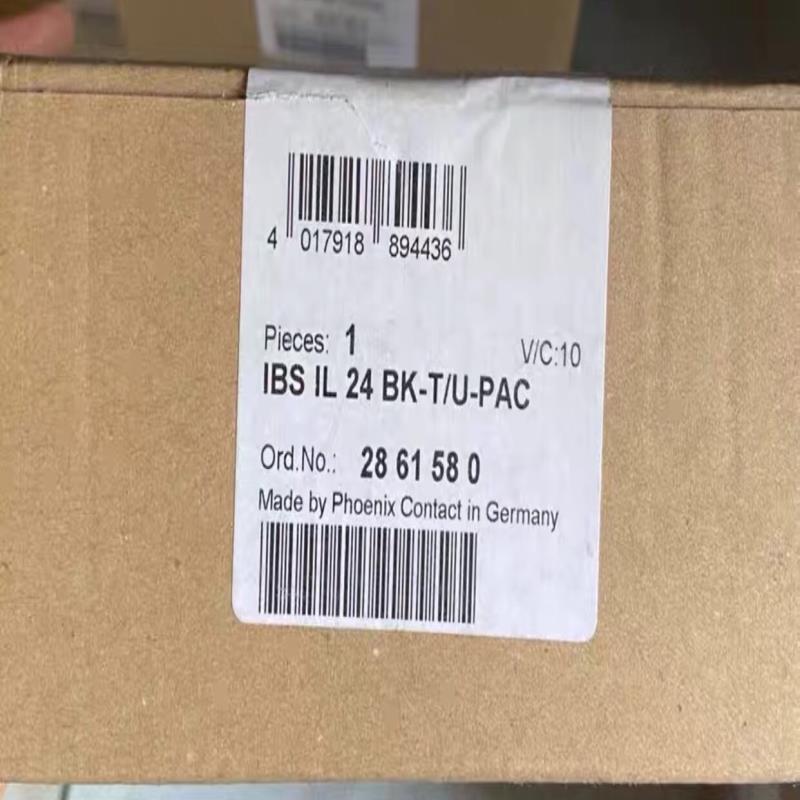 4 017918 894436
Pieces: 1
V/C:10
IBS IL 24 BK-T/U-PAC
Ord.No.: 28 61 58 0
Made by Phoenix Contact in Germany